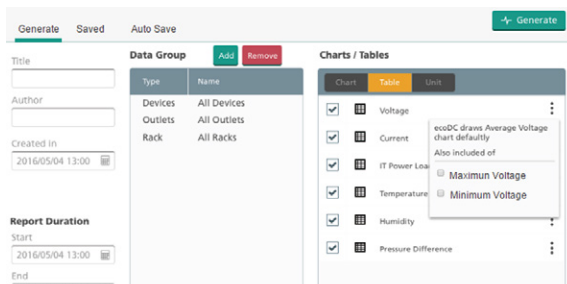 Generate
Generate Saved Auto Save
Title
Author
Created In
2016/05/04 13:00
Report Duration
Start
2016/05/04 13:00
End
Data Group Add Remove
Type Name
Devices All Devices
Outlets All Outlets
Rack All Racks
Charts / Tables
Chart Table Unit
Voltage
Current
IT Power Loa
Temperature
Humidity
Pressure Difference
ecoDC draws Average Voltage
chart defaultly
Also included of
Maximun Voltage
Minimum Voltage